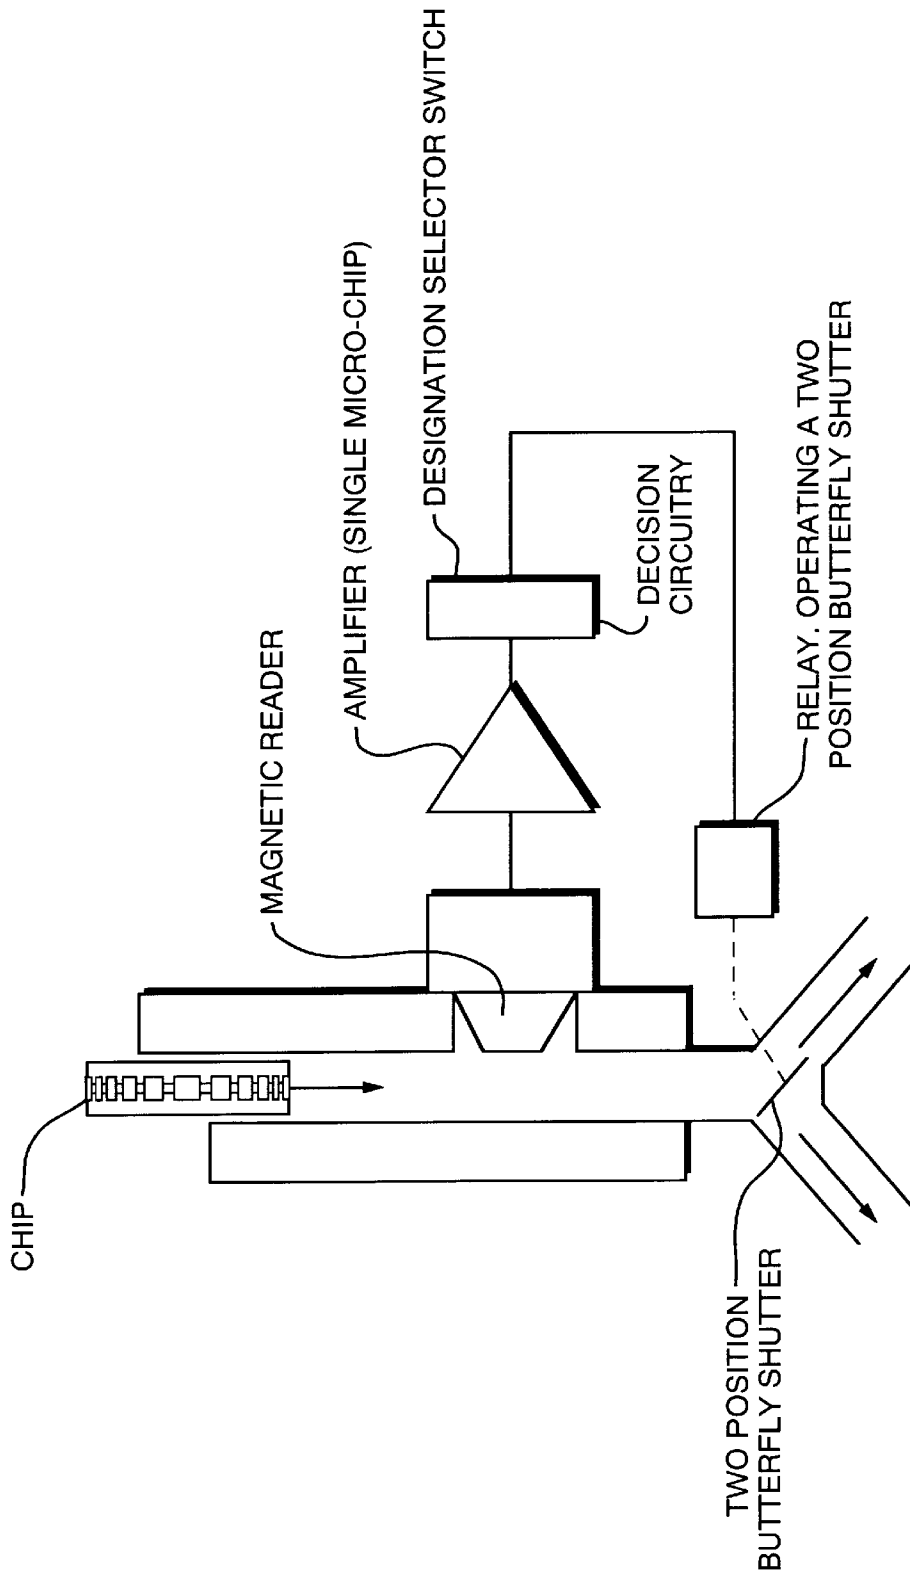 CHIP
MAGNETIC READER
AMPLIFIER (SINGLE MICRO-CHIP)
DESIGNATION SELECTOR SWITCH
DECISION
CIRCUITRY
RELAY, OPERATING A TWO
POSITION BUTTERFLY SHUTTER
TWO POSITION
BUTTERFLY SHUTTER